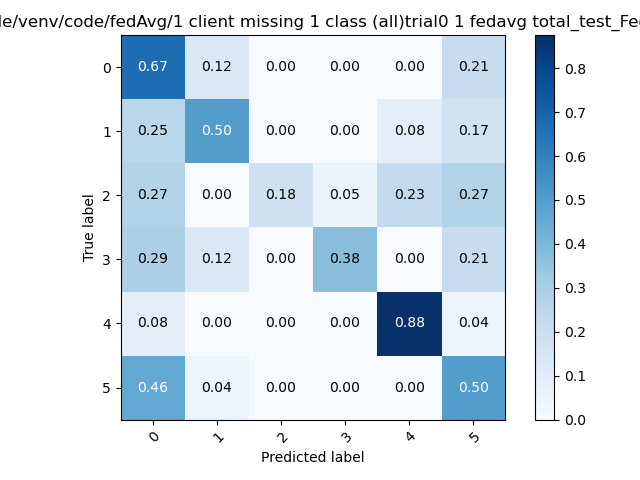 le/venv/code/fedAvg/1 client missing 1 class (all)trial0 1 fedavg total_test_Fe
0 0.67 0.12 0.00 0.00 0.00 0.21
1 0.25 0.50 0.00 0.00 0.08 0.17
2 0.27 0.00 0.18 0.05 0.23 0.27
3 0.29 0.12 0.00 0.38 0.00 0.21
4 0.08 0.00 0.00 0.00 0.88 0.04
5 0.46 0.04 0.00 0.00 0.00 0.50
0 1 2 3 4 5
True label
Predicted label
0.8
0.7
0.6
0.5
0.4
0.3
0.2
0.1
0.0